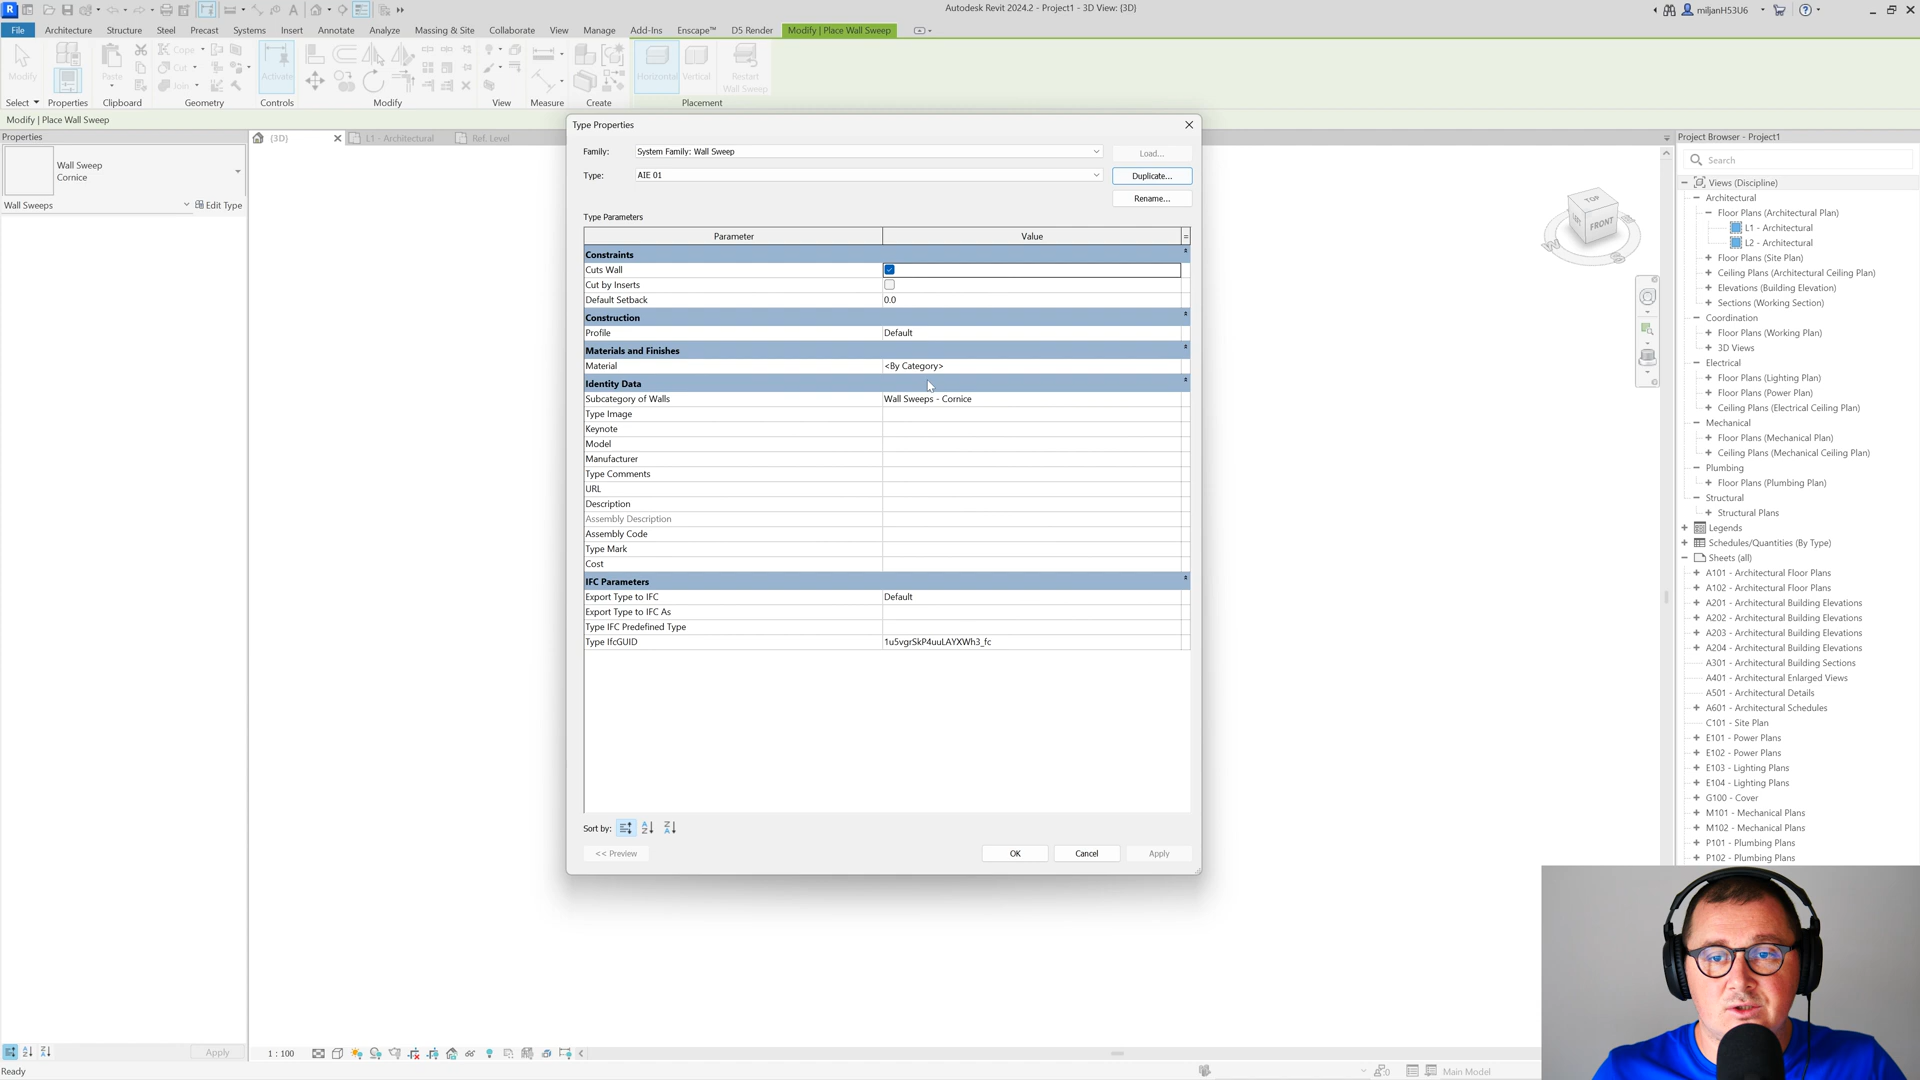 Autodesk Revit 2024.2 - Project1 - 3D View: {3D}
miljanH53U6
File
Architecture
Structure
Steel
Precast
Systems
Insert
Annotate
Analyze
Massing & Site
Collaborate
View
Manage
Add-Ins
Enscape™
D5 Render
Modify | Place Wall Sweep
Modify
Paste
Cope
Cut
Join
Activate
Horizontal
Vertical
Restart
Wall Sweep
Select
Properties
Clipboard
Geometry
Controls
Modify
View
Measure
Create
Placement
Modify | Place Wall Sweep
Properties
Wall Sweep
Cornice
Wall Sweeps
Edit Type
{3D}
L1 - Architectural
Ref. Level
Type Properties
Family:
System Family: Wall Sweep
Load...
Type:
AIE 01
Duplicate...
Rename...
Type Parameters
Parameter
Value
=
Constraints
Cuts Wall
Cut by Inserts
Default Setback
0.0
Construction
Profile
Default
Materials and Finishes
Material
<By Category>
Identity Data
Subcategory of Walls
Wall Sweeps - Cornice
Type Image
Keynote
Model
Manufacturer
Type Comments
URL
Description
Assembly Description
Assembly Code
Type Mark
Cost
IFC Parameters
Export Type to IFC
Default
Export Type to IFC As
Type IFC Predefined Type
Type IfcGUID
1u5vgrSkP4uuLAYXWh3_fc
Sort by:
<< Preview
OK
Cancel
Apply
TOP
FRONT
Project Browser - Project1
Search
Views (Discipline)
Architectural
Floor Plans (Architectural Plan)
L1 - Architectural
L2 - Architectural
Floor Plans (Site Plan)
Ceiling Plans (Architectural Ceiling Plan)
Elevations (Building Elevation)
Sections (Working Section)
Coordination
Floor Plans (Working Plan)
3D Views
Electrical
Floor Plans (Lighting Plan)
Floor Plans (Power Plan)
Ceiling Plans (Electrical Ceiling Plan)
Mechanical
Floor Plans (Mechanical Plan)
Ceiling Plans (Mechanical Ceiling Plan)
Plumbing
Floor Plans (Plumbing Plan)
Structural
Structural Plans
Legends
Schedules/Quantities (By Type)
Sheets (all)
A101 - Architectural Floor Plans
A102 - Architectural Floor Plans
A201 - Architectural Building Elevations
A202 - Architectural Building Elevations
A203 - Architectural Building Elevations
A204 - Architectural Building Elevations
A301 - Architectural Building Sections
A401 - Architectural Enlarged Views
A501 - Architectural Details
A601 - Architectural Schedules
C101 - Site Plan
E101 - Power Plans
E102 - Power Plans
E103 - Lighting Plans
E104 - Lighting Plans
G100 - Cover
M101 - Mechanical Plans
M102 - Mechanical Plans
P101 - Plumbing Plans
P102 - Plumbing Plans
Apply
1 : 100
Ready
:0
Main Model